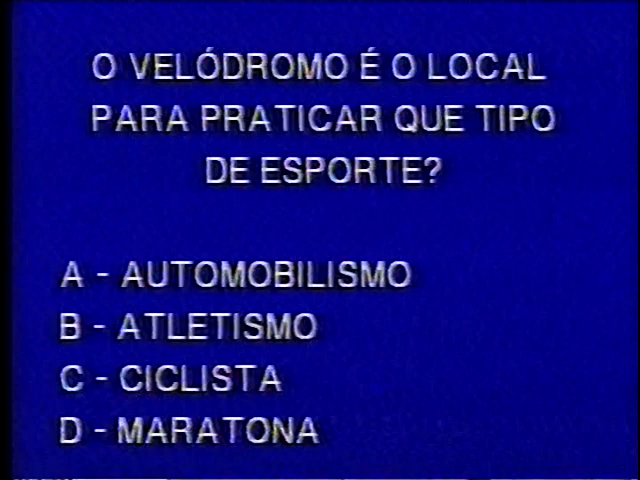 O VELÓDROMO É O LOCAL
PARA PRATICAR QUE TIPO
DE ESPORTE?
A - AUTOMOBILISMO
B - ATLETISMO
C - CICLISTA
D - MARATONA